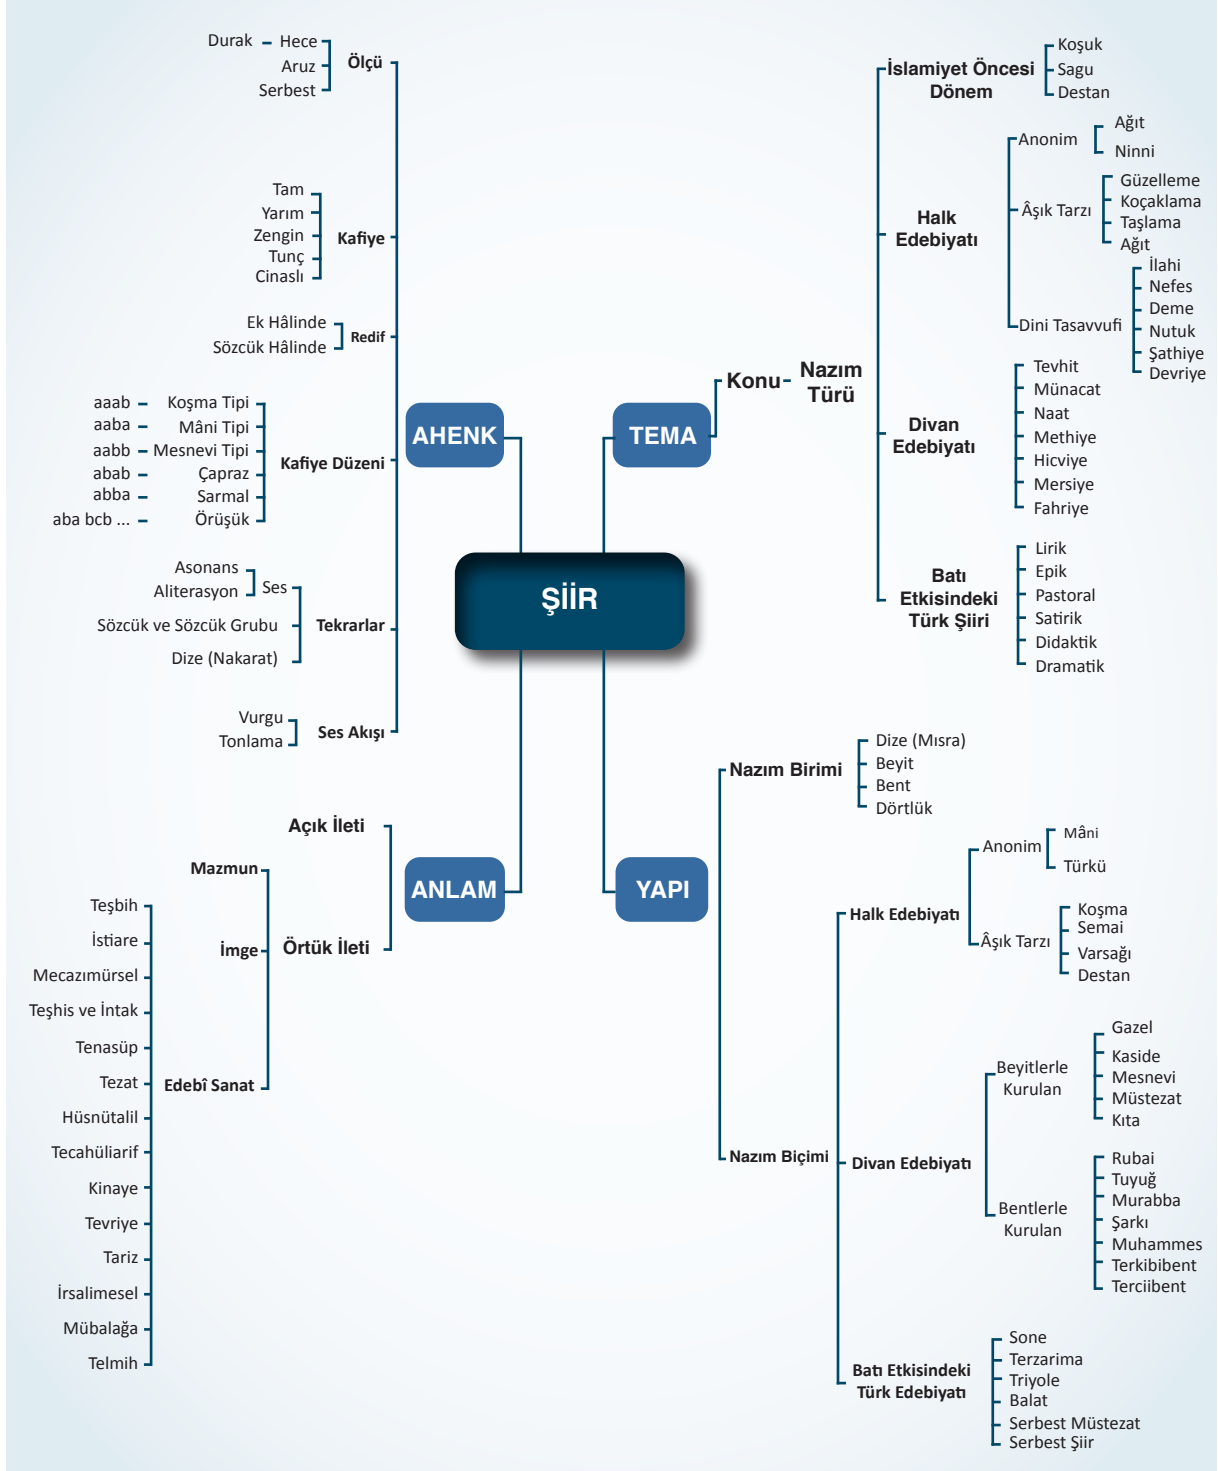 ŞİİR
AHENK
Ölçü
Durak – Hece
Aruz
Serbest
Kafiye
Tam
Yarım
Zengin
Tunç
Cinaslı
Redif
Ek Hâlinde
Sözcük Hâlinde
Kafiye Düzeni
aaab – Koşma Tipi
aaba – Mâni Tipi
aabb – Mesnevi Tipi
abab – Çapraz
abba – Sarmal
aba bcb ... – Örüşük
Tekrarlar
Ses
Asonans
Aliterasyon
Sözcük ve Sözcük Grubu
Dize (Nakarat)
Ses Akışı
Vurgu
Tonlama
TEMA
Konu – Nazım
Türü
İslamiyet Öncesi
Dönem
Koşuk
Sagu
Destan
Halk
Edebiyatı
Anonim
Ağıt
Ninni
Âşık Tarzı
Güzelleme
Koçaklama
Taşlama
Ağıt
Dini Tasavvufi
İlahi
Nefes
Deme
Nutuk
Şathiye
Devriye
Divan
Edebiyatı
Tevhit
Münacat
Naat
Methiye
Hicviye
Mersiye
Fahriye
Batı
Etkisindeki
Türk Şiiri
Lirik
Epik
Pastoral
Satirik
Didaktik
Dramatik
ANLAM
Açık İleti
Örtük İleti
Mazmun
İmge
Edebî Sanat
Teşbih
İstiare
Mecazımürsel
Teşhis ve İntak
Tenasüp
Tezat
Hüsnütalil
Tecahüliarif
Kinaye
Tevriye
Tariz
İrsalimesel
Mübalağa
Telmih
YAPI
Nazım Birimi
Dize (Mısra)
Beyit
Bent
Dörtlük
Nazım Biçimi
Halk Edebiyatı
Anonim
Mâni
Türkü
Âşık Tarzı
Koşma
Semai
Varsağı
Destan
Divan Edebiyatı
Beyitlerle
Kurulan
Gazel
Kaside
Mesnevi
Müstezat
Kıta
Bentlerle
Kurulan
Rubai
Tuyuğ
Murabba
Şarkı
Muhammes
Terkibibent
Terciibent
Batı Etkisindeki
Türk Edebiyatı
Sone
Terzarima
Triyole
Balat
Serbest Müstezat
Serbest Şiir